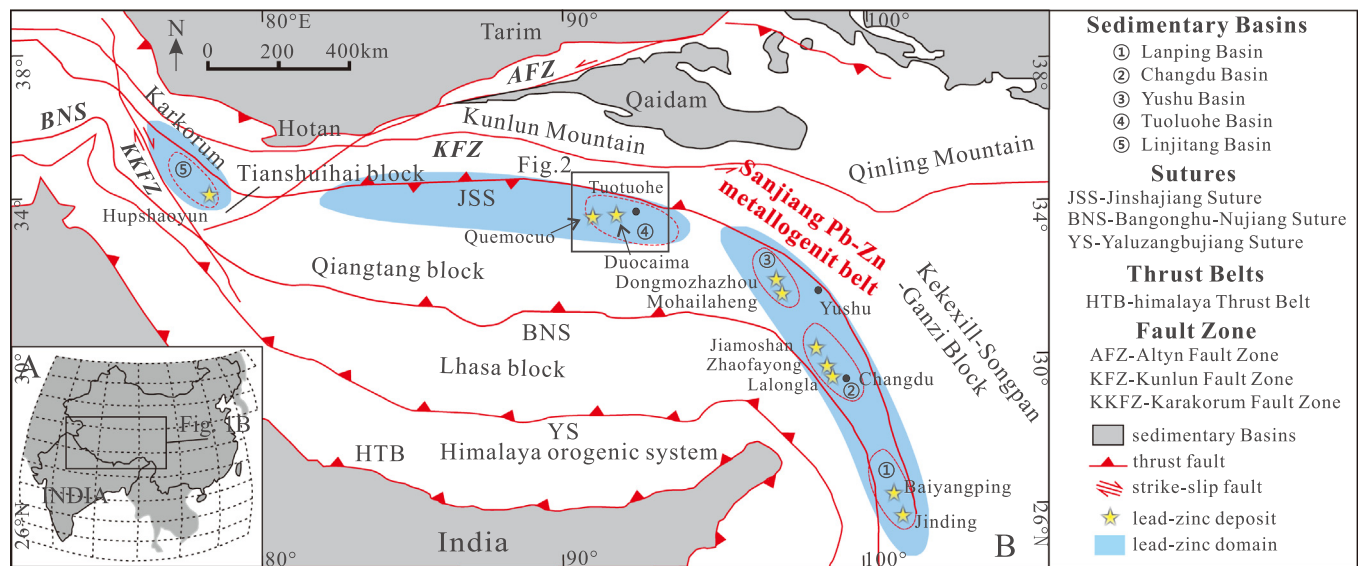 80°E
90°
100°
N
0 200 400km
Tarim
AFZ
38°
38°
BNS
Karkorum
Hotan
Qaidam
Kunlun Mountain
KFZ
Qinling Mountain
KKFZ
⑤
Tianshuihai block
Fig.2
Tuotuohe
JSS
34°
34°
Hupshaoyun
Quemocuo
④
Sanjiang Pb-Zn
metallogenit belt
Duocaima
Qiangtang block
③
Dongmozhazhou
Mohailaheng
Yushu
Kekexill-Songpan
-Ganzi Block
BNS
Jiamoshan
Zhaofayong
Lalongla
Changdu
②
Lhasa block
30°
30°
A
Fig. 1B
INDIA
YS
HTB
Himalaya orogenic system
①
Baiyangping
Jinding
26°N
26°N
India
B
80°
90°
100°
Sedimentary Basins
① Lanping Basin
② Changdu Basin
③ Yushu Basin
④ Tuoluohe Basin
⑤ Linjitang Basin
Sutures
JSS-Jinshajiang Suture
BNS-Bangonghu-Nujiang Suture
YS-Yaluzangbujiang Suture
Thrust Belts
HTB-himalaya Thrust Belt
Fault Zone
AFZ-Altyn Fault Zone
KFZ-Kunlun Fault Zone
KKFZ-Karakorum Fault Zone
sedimentary Basins
thrust fault
strike-slip fault
lead-zinc deposit
lead-zinc domain